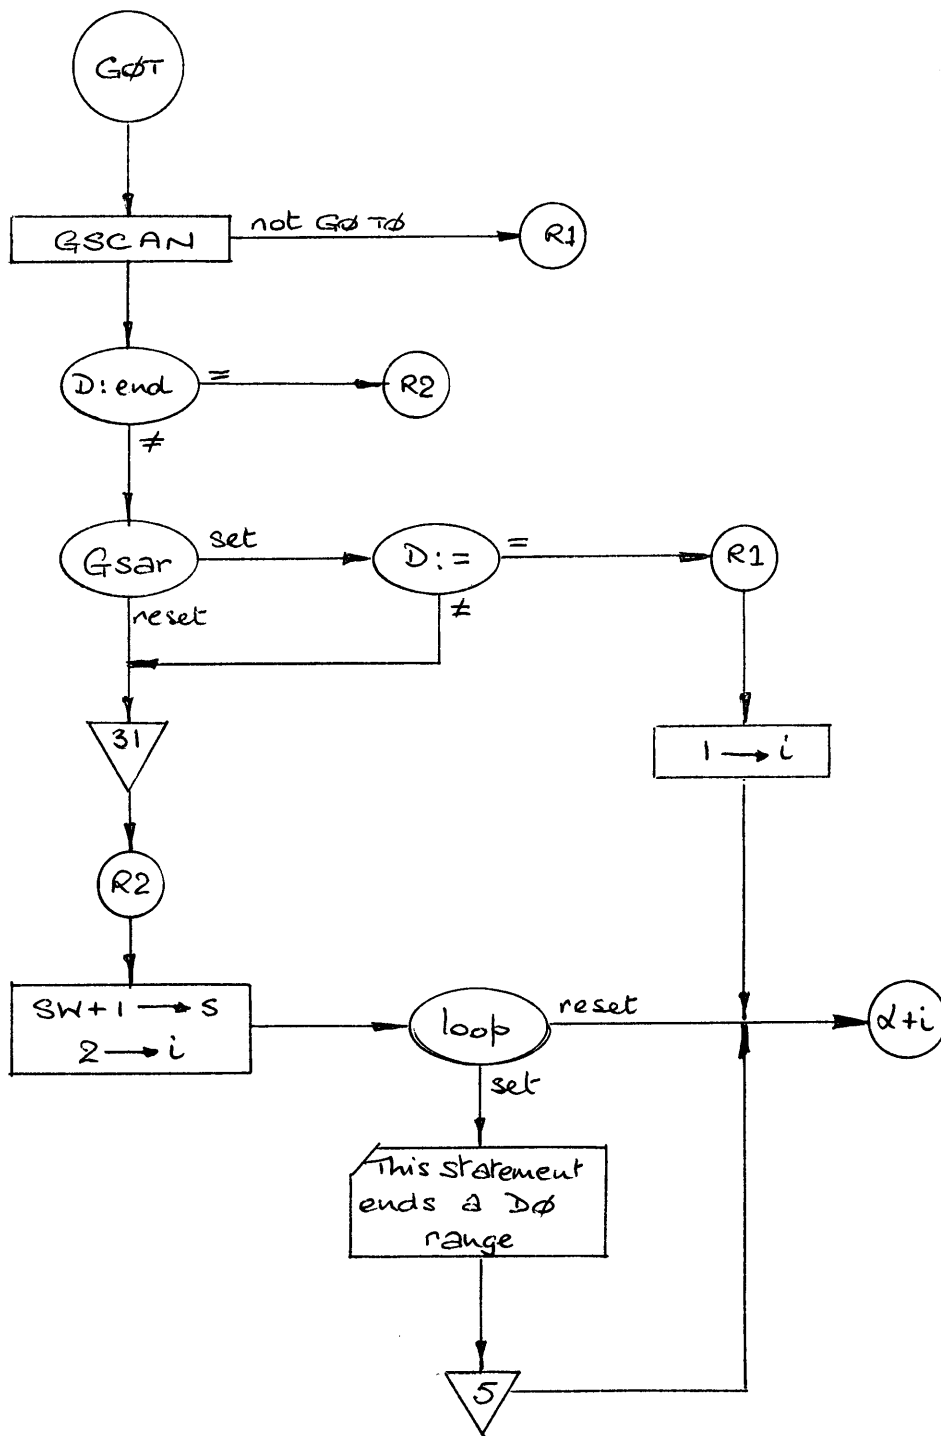 GØT
GSCAN
not GØ TØ
R1
D:end
=
R2
≠
Gsar
set
D:=
=
R1
reset
≠
31
1 → i
R2
SW+1 → S
2 → i
loop
reset
α+i
set
This statement
ends a DØ
range
5